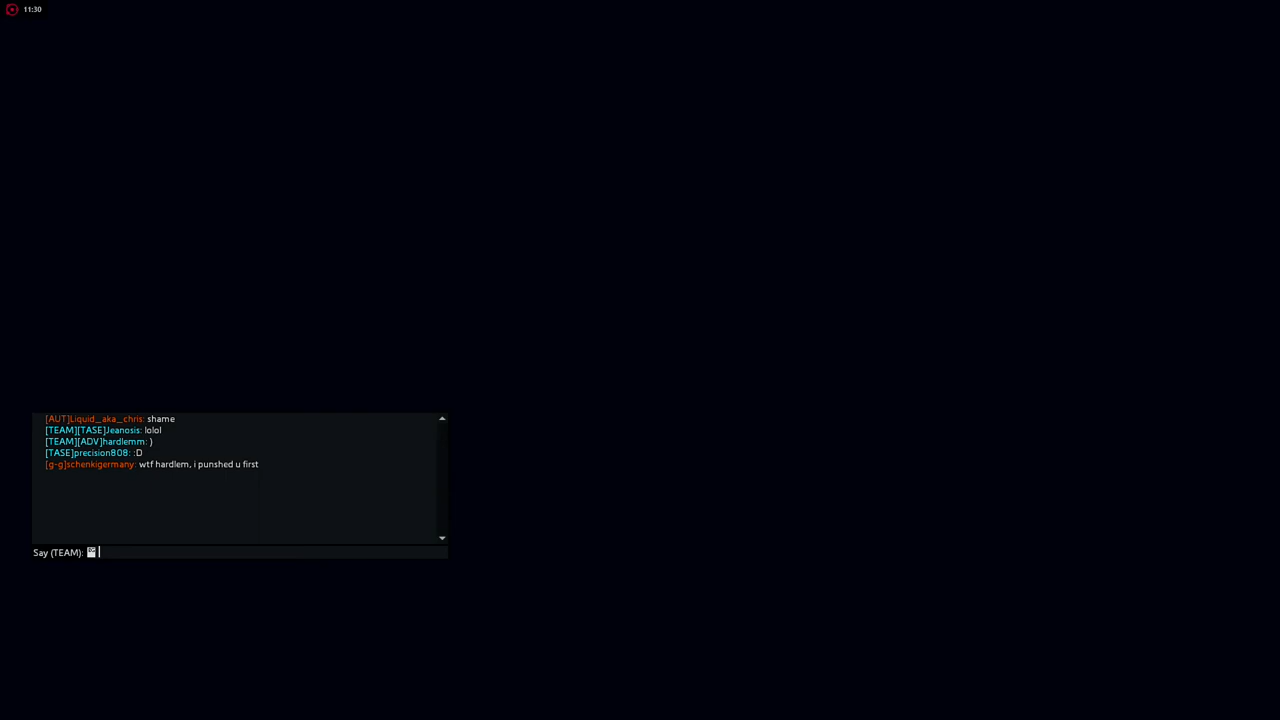 11:30
[AUT]Liquid_aka_chris: shame
[TEAM][TASE]Jeanosis: lolol
[TEAM][ADV]hardlemm: )
[TASE]precision808: :D
[g-g]schenkigermany: wtf hardlem, i punshed u first
Say (TEAM):